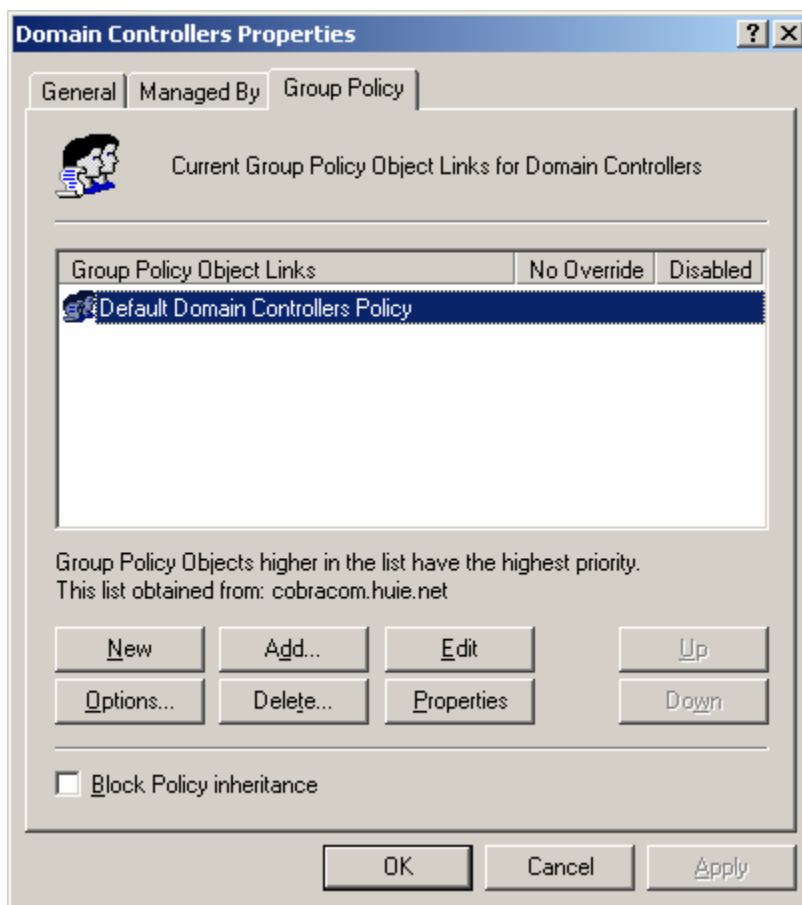 Domain Controllers Properties
General Managed By Group Policy
Current Group Policy Object Links for Domain Controllers
Group Policy Object Links No Override Disabled
Default Domain Controllers Policy
Group Policy Objects higher in the list have the highest priority.
This list obtained from: cobracom.huie.net
New Add... Edit Up
Options... Delete... Properties Down
Block Policy inheritance
OK Cancel Apply